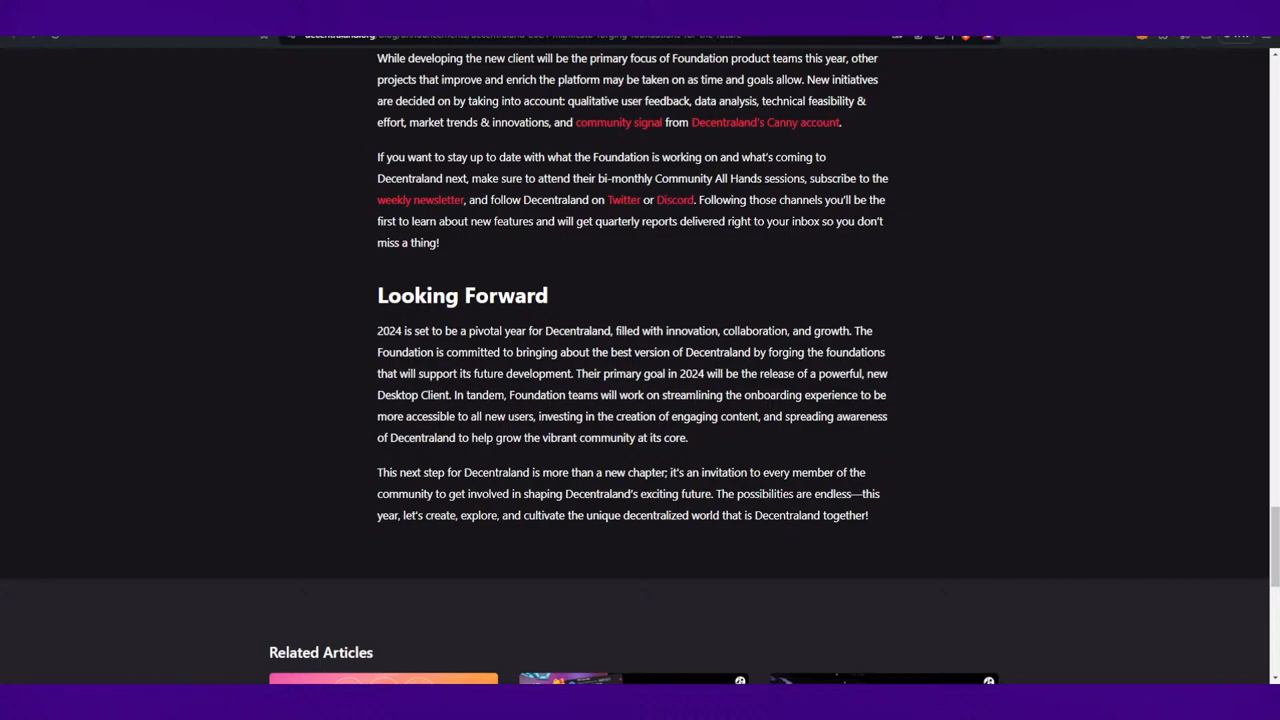 While developing the new client will be the primary focus of Foundation product teams this year, other
projects that improve and enrich the platform may be taken on as time and goals allow. New initiatives
are decided on by taking into account: qualitative user feedback, data analysis, technical feasibility &
effort, market trends & innovations, and community signal from Decentraland's Canny account.
If you want to stay up to date with what the Foundation is working on and what's coming to
Decentraland next, make sure to attend their bi-monthly Community All Hands sessions, subscribe to the
weekly newsletter, and follow Decentraland on Twitter or Discord. Following those channels you'll be the
first to learn about new features and will get quarterly reports delivered right to your inbox so you don't
miss a thing!
Looking Forward
2024 is set to be a pivotal year for Decentraland, filled with innovation, collaboration, and growth. The
Foundation is committed to bringing about the best version of Decentraland by forging the foundations
that will support its future development. Their primary goal in 2024 will be the release of a powerful, new
Desktop Client. In tandem, Foundation teams will work on streamlining the onboarding experience to be
more accessible to all new users, investing in the creation of engaging content, and spreading awareness
of Decentraland to help grow the vibrant community at its core.
This next step for Decentraland is more than a new chapter; it's an invitation to every member of the
community to get involved in shaping Decentraland's exciting future. The possibilities are endless—this
year, let's create, explore, and cultivate the unique decentralized world that is Decentraland together!
Related Articles